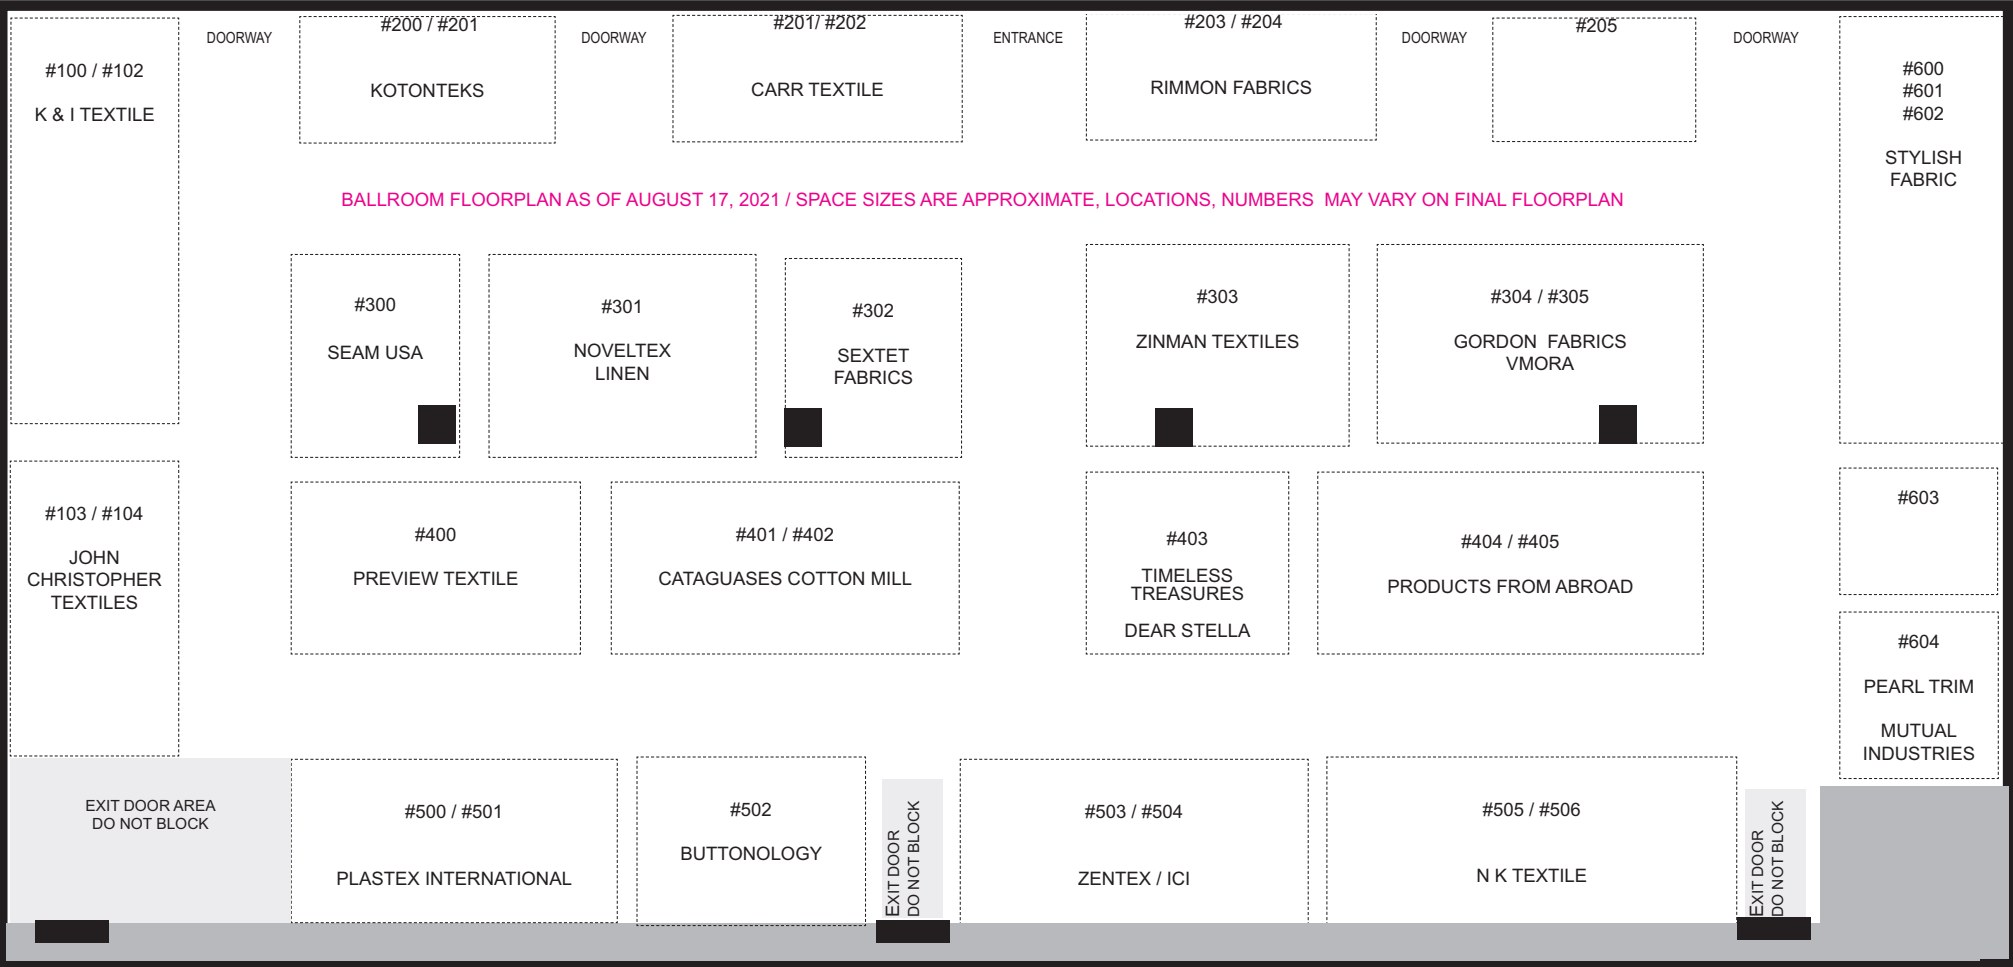 #100 / #102
K & I TEXTILE
DOORWAY
#200 / #201
KOTONTEKS
DOORWAY
#201/ #202
CARR TEXTILE
ENTRANCE
#203 / #204
RIMMON FABRICS
DOORWAY
#205
DOORWAY
#600
#601
#602
STYLISH
FABRIC
BALLROOM FLOORPLAN AS OF AUGUST 17, 2021 / SPACE SIZES ARE APPROXIMATE, LOCATIONS, NUMBERS  MAY VARY ON FINAL FLOORPLAN
#300
SEAM USA
#301
NOVELTEX
LINEN
#302
SEXTET
FABRICS
#303
ZINMAN TEXTILES
#304 / #305
GORDON  FABRICS
VMORA
#103 / #104
JOHN
CHRISTOPHER
TEXTILES
#400
PREVIEW TEXTILE
#401 / #402
CATAGUASES COTTON MILL
#403
TIMELESS
TREASURES
DEAR STELLA
#404 / #405
PRODUCTS FROM ABROAD
#603
#604
PEARL TRIM
MUTUAL
INDUSTRIES
EXIT DOOR AREA
DO NOT BLOCK
#500 / #501
PLASTEX INTERNATIONAL
#502
BUTTONOLOGY
EXIT DOOR
DO NOT BLOCK
#503 / #504
ZENTEX / ICI
#505 / #506
N K TEXTILE
EXIT DOOR
DO NOT BLOCK